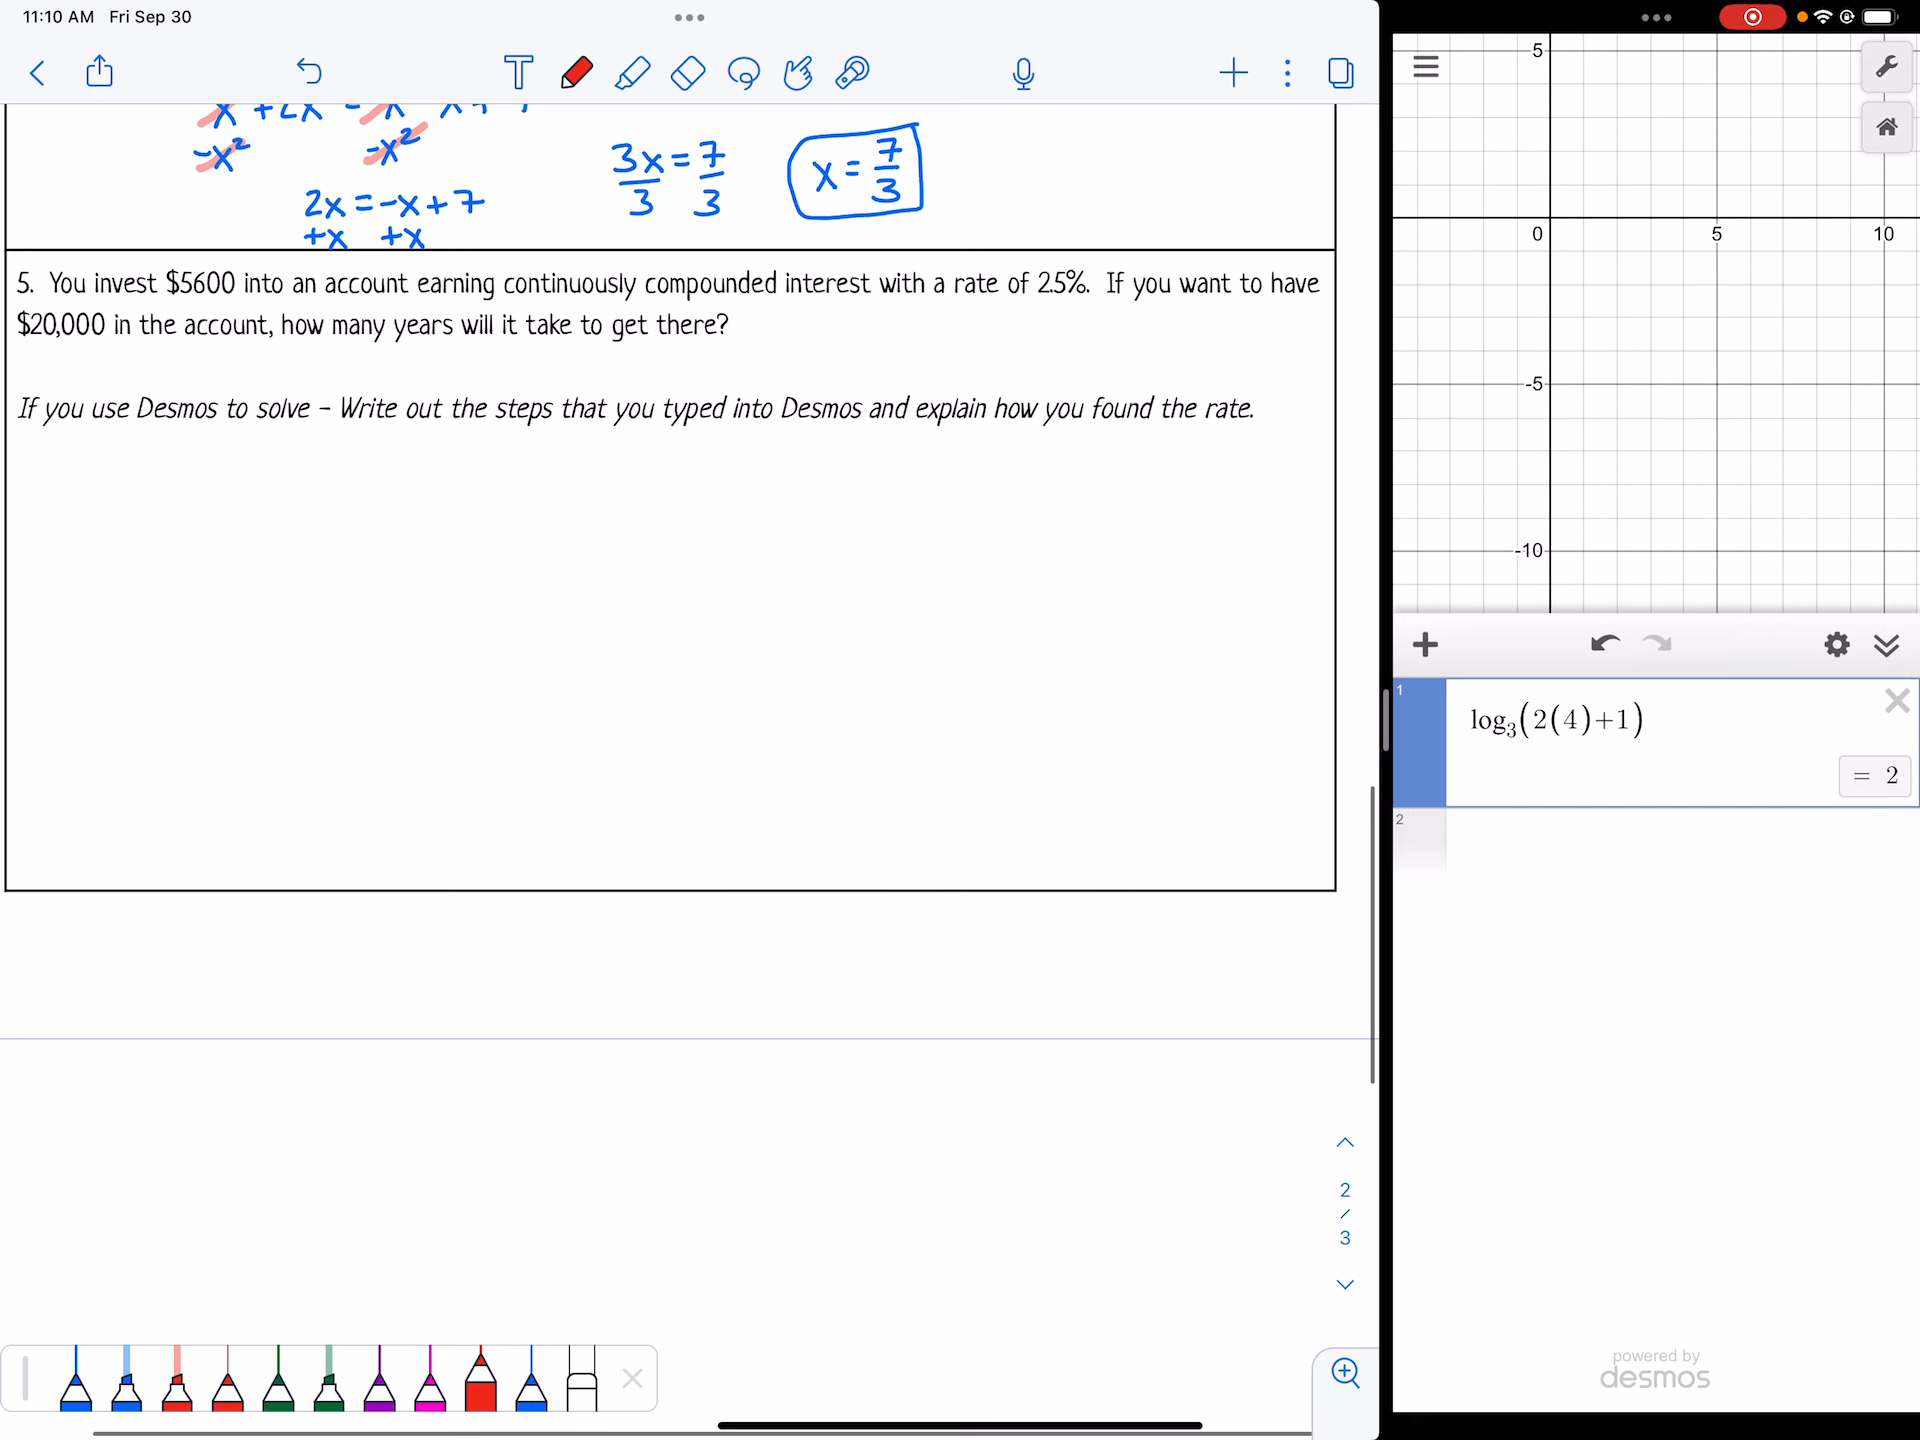 11:10 AM Fri Sep 30
-x² -x²
2x = -x + 7
+x +x
3x = 7
3 3
x = 7/3
5. You invest $5600 into an account earning continuously compounded interest with a rate of 2.5%. If you want to have
$20,000 in the account, how many years will it take to get there?
If you use Desmos to solve - Write out the steps that you typed into Desmos and explain how you found the rate.
2
/
3
5
0 5 10
-5
-10
1
log₃(2(4)+1)
= 2
2
powered by
desmos